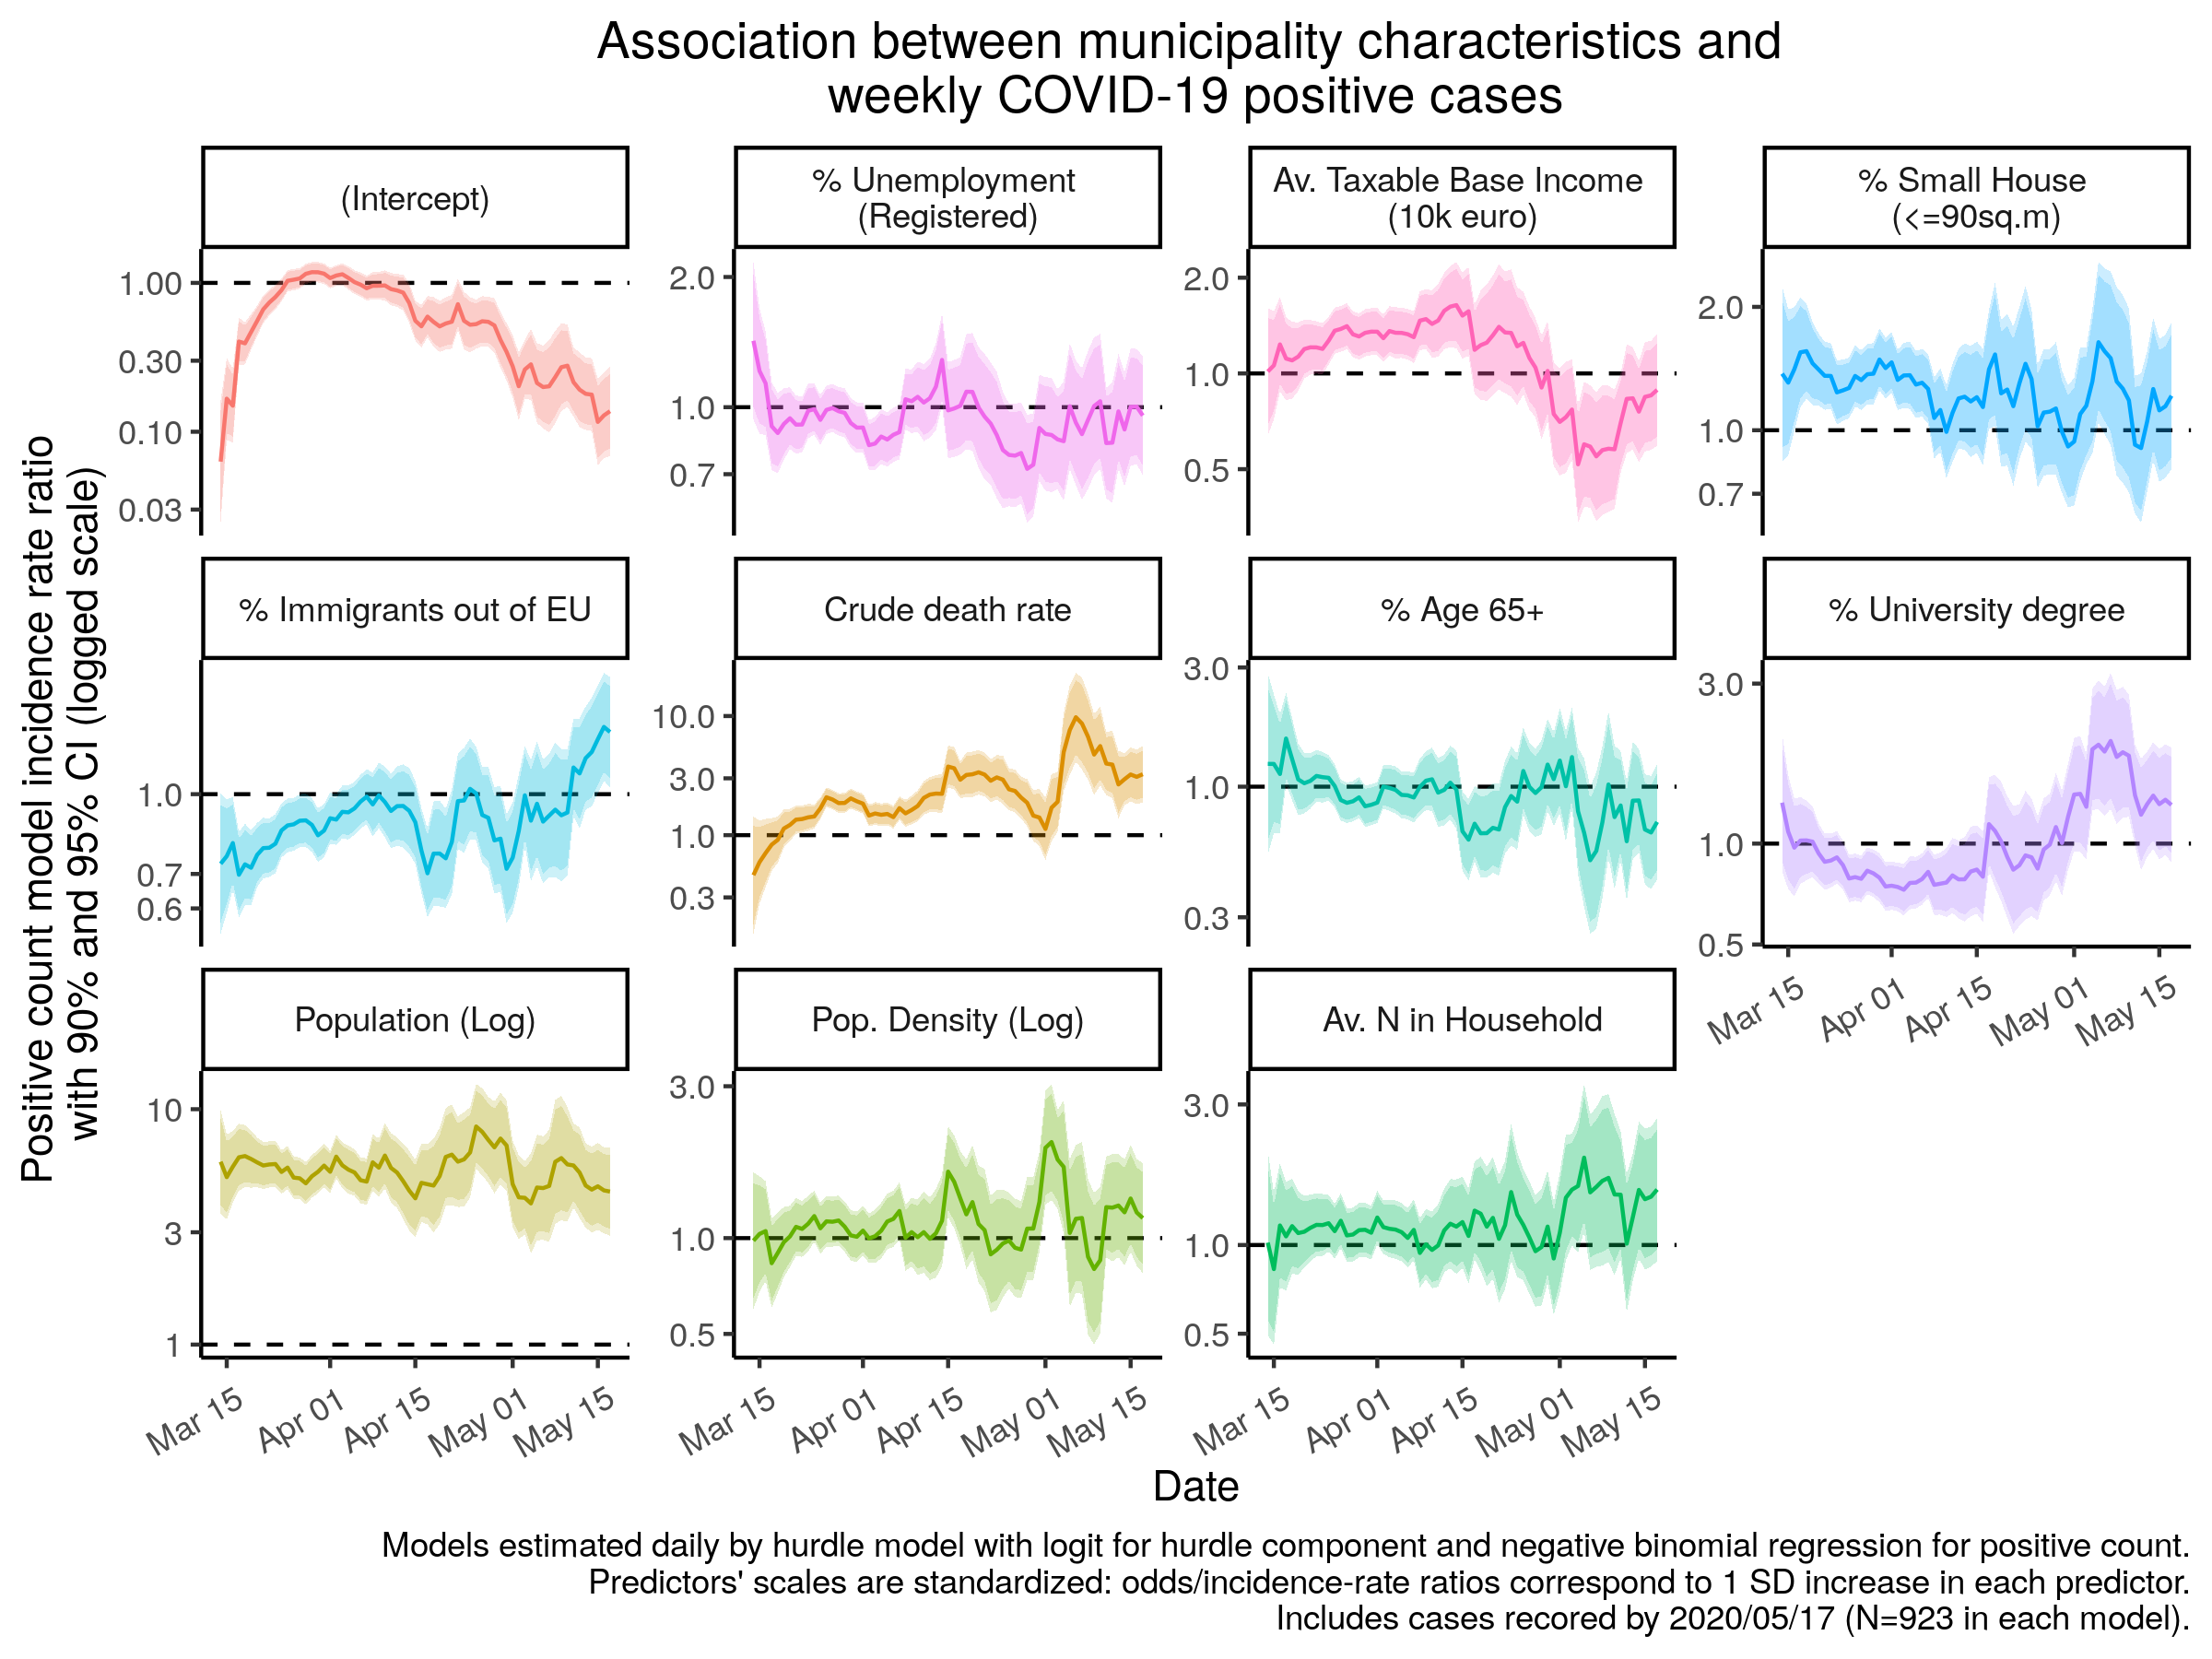 Association between municipality characteristics and
weekly COVID-19 positive cases
Positive count model incidence rate ratio
with 90% and 95% CI (logged scale)
(Intercept)
1.00
0.30
0.10
0.03
% Unemployment
(Registered)
2.0
1.0
0.7
Av. Taxable Base Income
(10k euro)
2.0
1.0
0.5
% Small House
(<=90sq.m)
2.0
1.0
0.7
% Immigrants out of EU
1.0
0.7
0.6
Crude death rate
10.0
3.0
1.0
0.3
% Age 65+
3.0
1.0
0.3
% University degree
3.0
1.0
0.5
Mar 15 Apr 01 Apr 15 May 01 May 15
Population (Log)
10
3
1
Mar 15 Apr 01 Apr 15 May 01 May 15
Pop. Density (Log)
3.0
1.0
0.5
Mar 15 Apr 01 Apr 15 May 01 May 15
Av. N in Household
3.0
1.0
0.5
Mar 15 Apr 01 Apr 15 May 01 May 15
Date
Models estimated daily by hurdle model with logit for hurdle component and negative binomial regression for positive count.
Predictors' scales are standardized: odds/incidence-rate ratios correspond to 1 SD increase in each predictor.
Includes cases recored by 2020/05/17 (N=923 in each model).